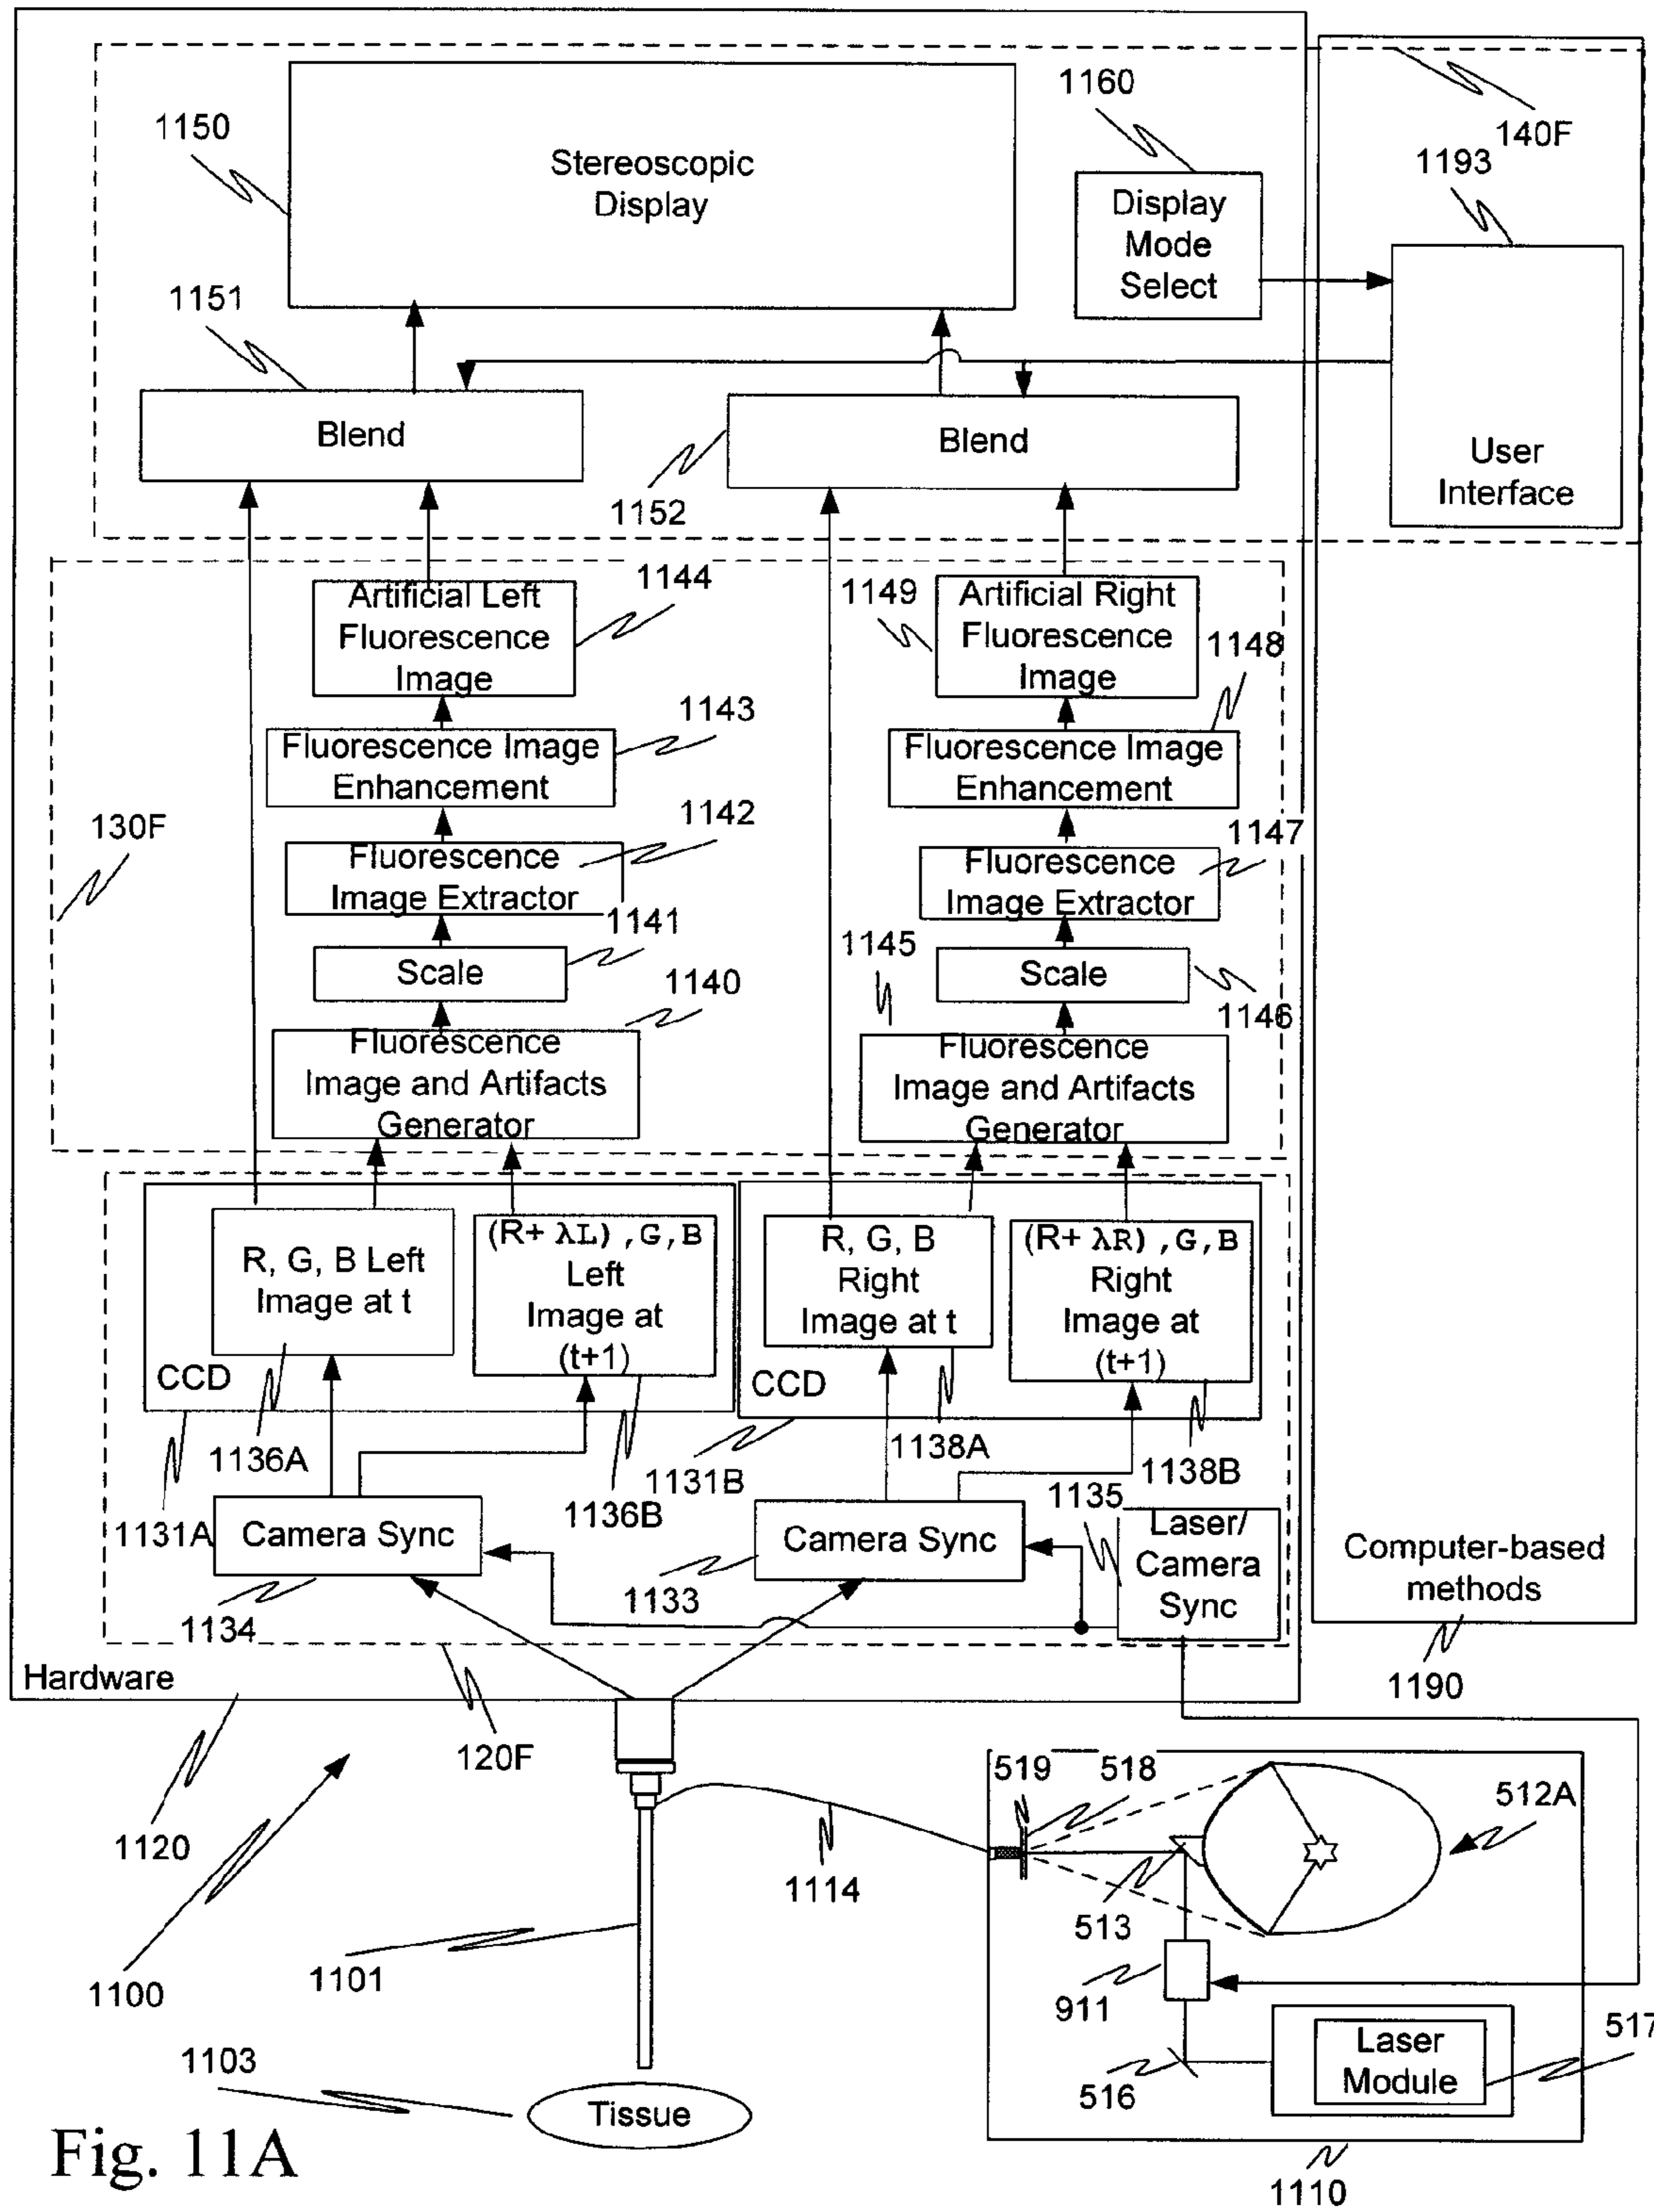 1160
140F
1150
Stereoscopic
Display
1193
Display
Mode
Select
1151
Blend
Blend
User
Interface
1152
1144
1149
Artificial Left
Fluorescence
Image
Artificial Right
Fluorescence
Image
1148
1143
Fluorescence Image
Enhancement
Fluorescence Image
Enhancement
130F
1142
1147
Fluorescence
Image Extractor
Fluorescence
Image Extractor
1141
1145
Scale
Scale
1140
1146
Fluorescence
Image and Artifacts
Generator
Fluorescence
Image and Artifacts
Generator
R, G, B Left
Image at t
(R+ λL) ,G,B
Left
Image at
(t+1)
R, G, B
Right
Image at t
(R+ λR) ,G,B
Right
Image at
(t+1)
CCD
CCD
1136A
1138A
1131B
1138B
1135
1136B
1131A
Camera Sync
Camera Sync
Laser/
Camera
Sync
Computer-based
methods
1133
1134
Hardware
1190
120F
519
518
512A
1120
1114
513
1101
1100
911
517
1103
516
Laser
Module
Tissue
Fig. 11A
1110